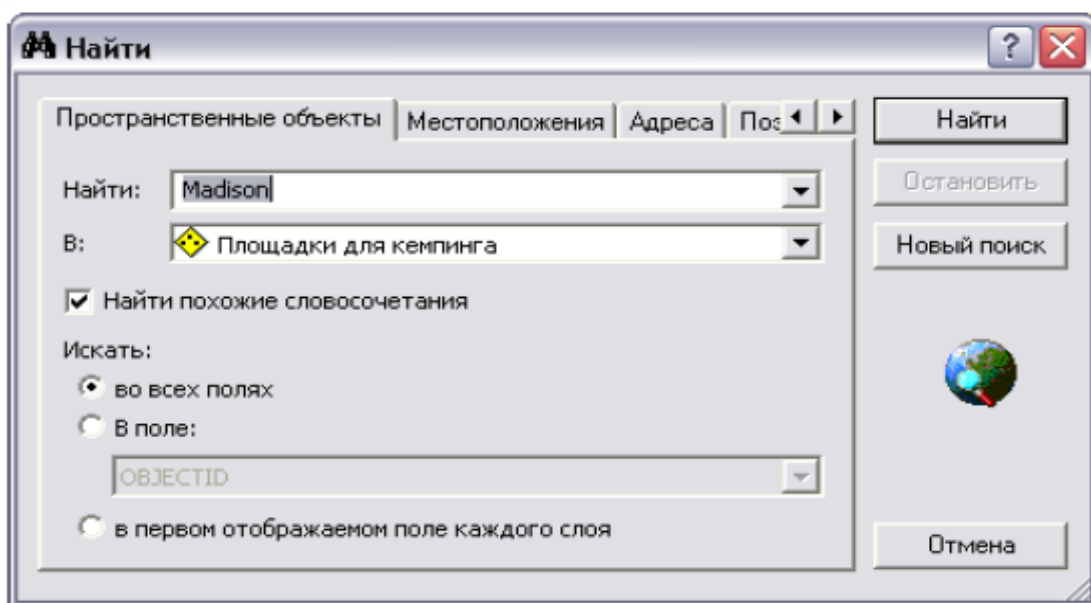 Найти
Пространственные объекты Местоположения Адреса Поз
Найти
Найти: Madison
Остановить
В: Площадки для кемпинга
Новый поиск
Найти похожие словосочетания
Искать:
во всех полях
В поле:
OBJECTID
в первом отображаемом поле каждого слоя
Отмена